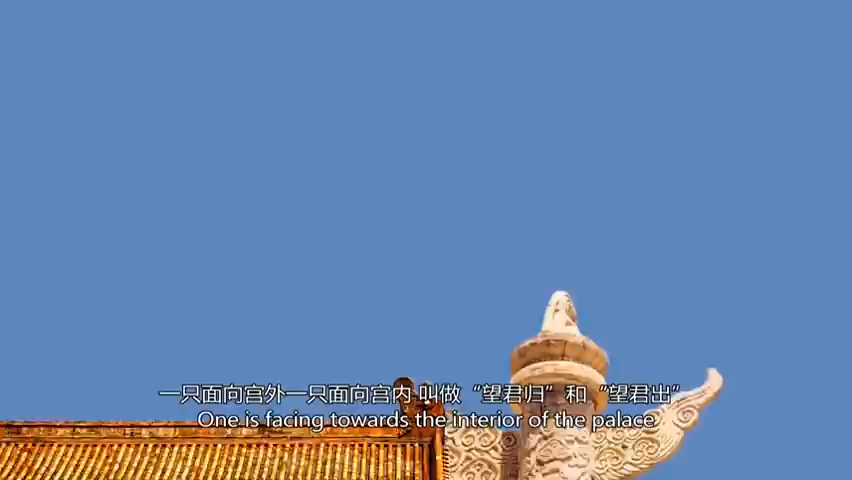 一只面向宫外一只面向宫内 叫做“望君归”和“望君出”
One is facing towards the interior of the palace